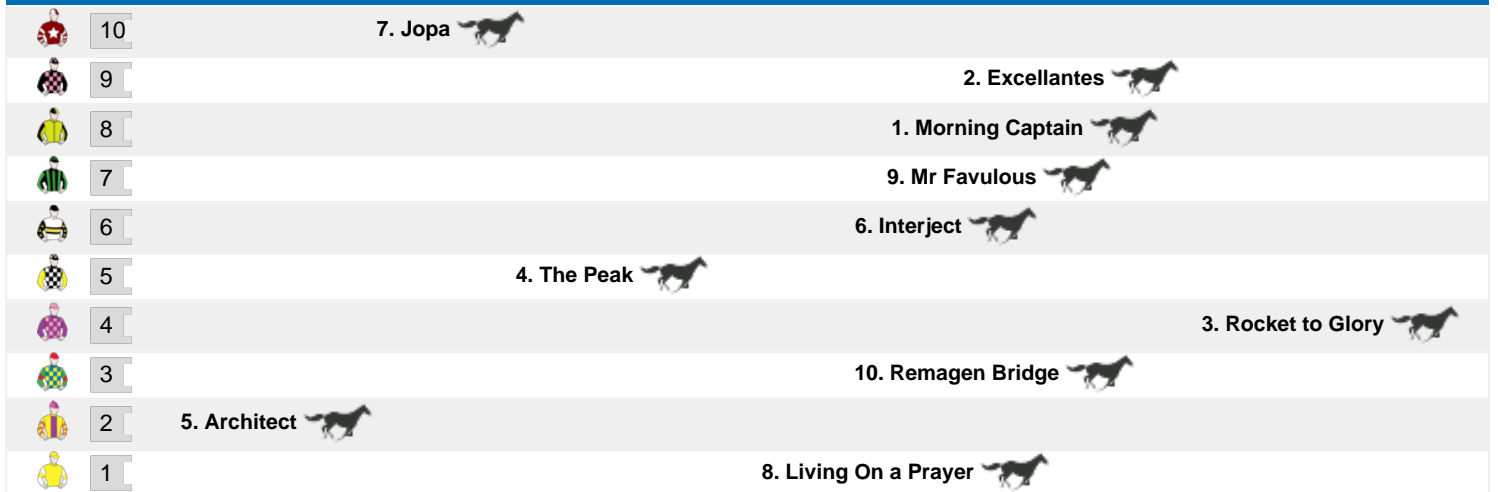 10 7. Jopa
9 2. Excellantes
8 1. Morning Captain
7 9. Mr Favulous
6 6. Interject
5 4. The Peak
4 3. Rocket to Glory
3 10. Remagen Bridge
2 5. Architect
1 8. Living On a Prayer